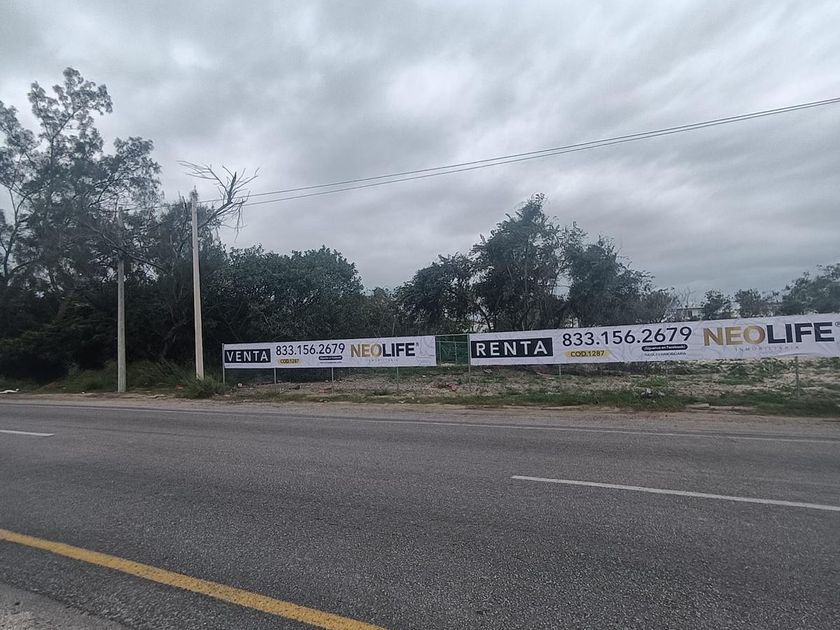 VENTA 833.156.2679 NEOLIFE
COD.1287
RENTA 833.156.2679 NEOLIFE
COD.1287 INMOBILIARIA